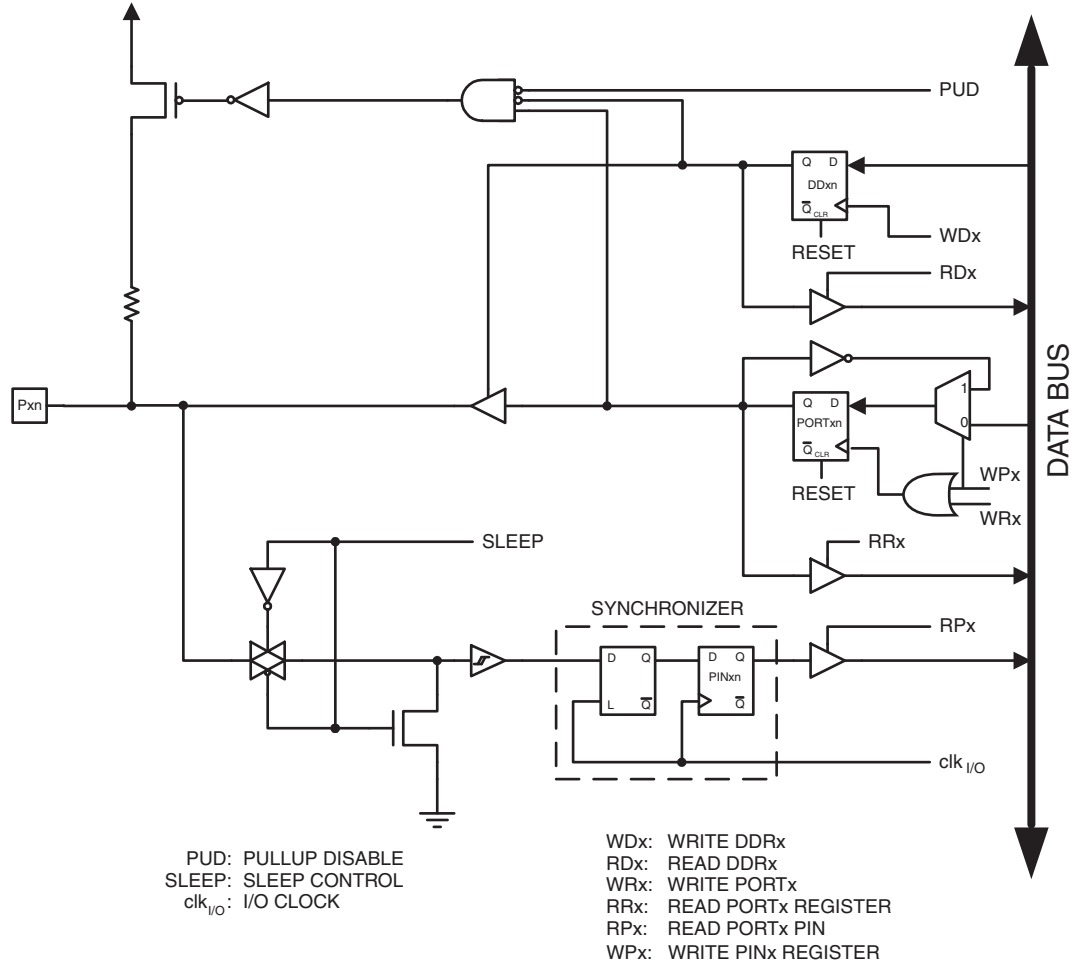 PUD
Q D
DDxn
Q CLR
WDx
RESET
RDx
DATA BUS
Pxn
1
Q D
PORTxn
0
Q CLR
WPx
RESET
WRx
SLEEP
RRx
SYNCHRONIZER
RPx
D Q
D Q
PINxn
L Q
Q
clk I/O
PUD: PULLUP DISABLE
SLEEP: SLEEP CONTROL
clk I/O: I/O CLOCK
WDx: WRITE DDRx
RDx: READ DDRx
WRx: WRITE PORTx
RRx: READ PORTx REGISTER
RPx: READ PORTx PIN
WPx: WRITE PINx REGISTER